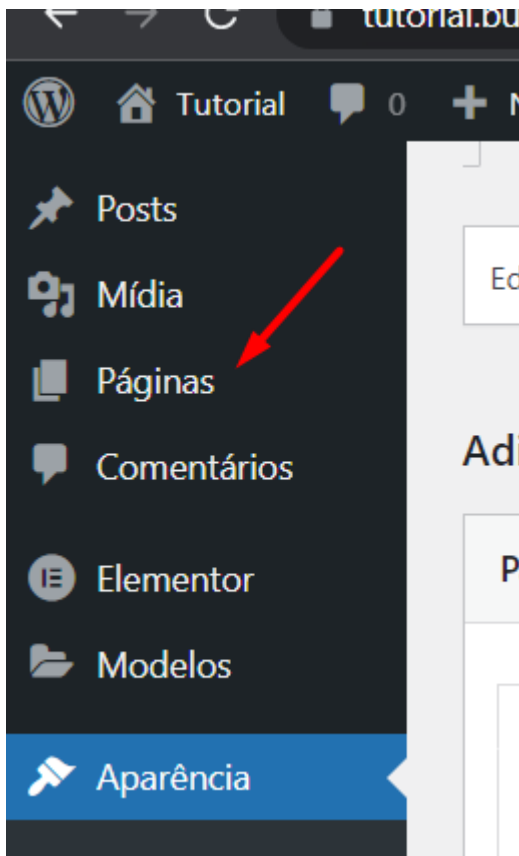 Tutorial 0
Posts
Mídia
Páginas
Comentários
Elementor
Modelos
Aparência